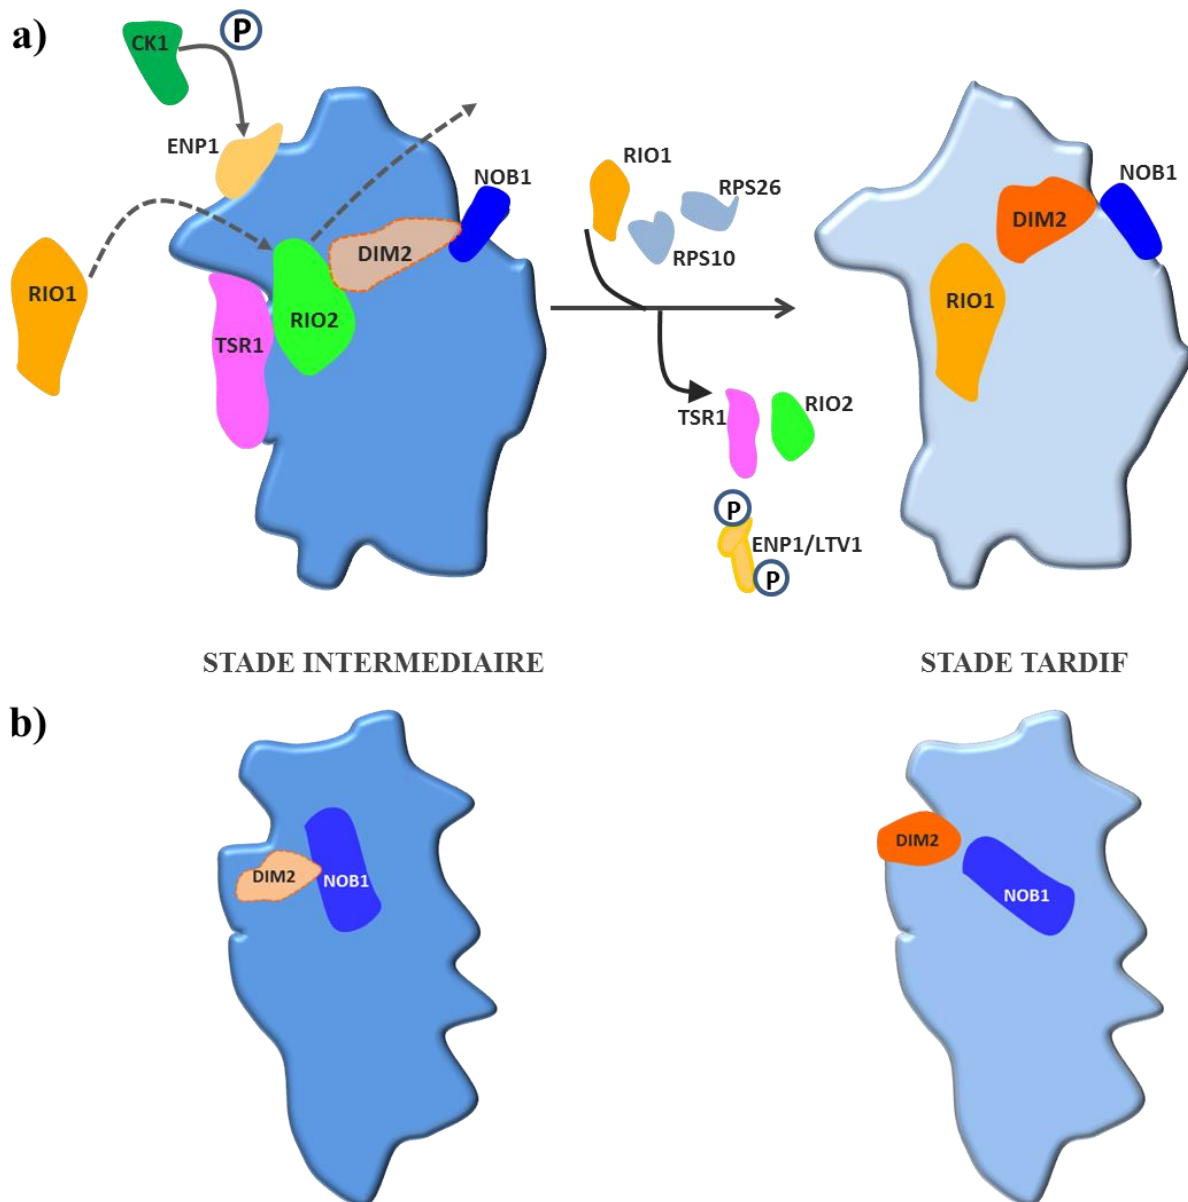 a)
CK1
P
ENP1
NOB1
DIM2
RIO1
RIO2
TSR1
RIO1
RPS26
RPS10
TSR1
RIO2
P
ENP1/LTV1
P
NOB1
DIM2
RIO1
STADE INTERMEDIAIRE
STADE TARDIF
b)
DIM2
NOB1
DIM2
NOB1